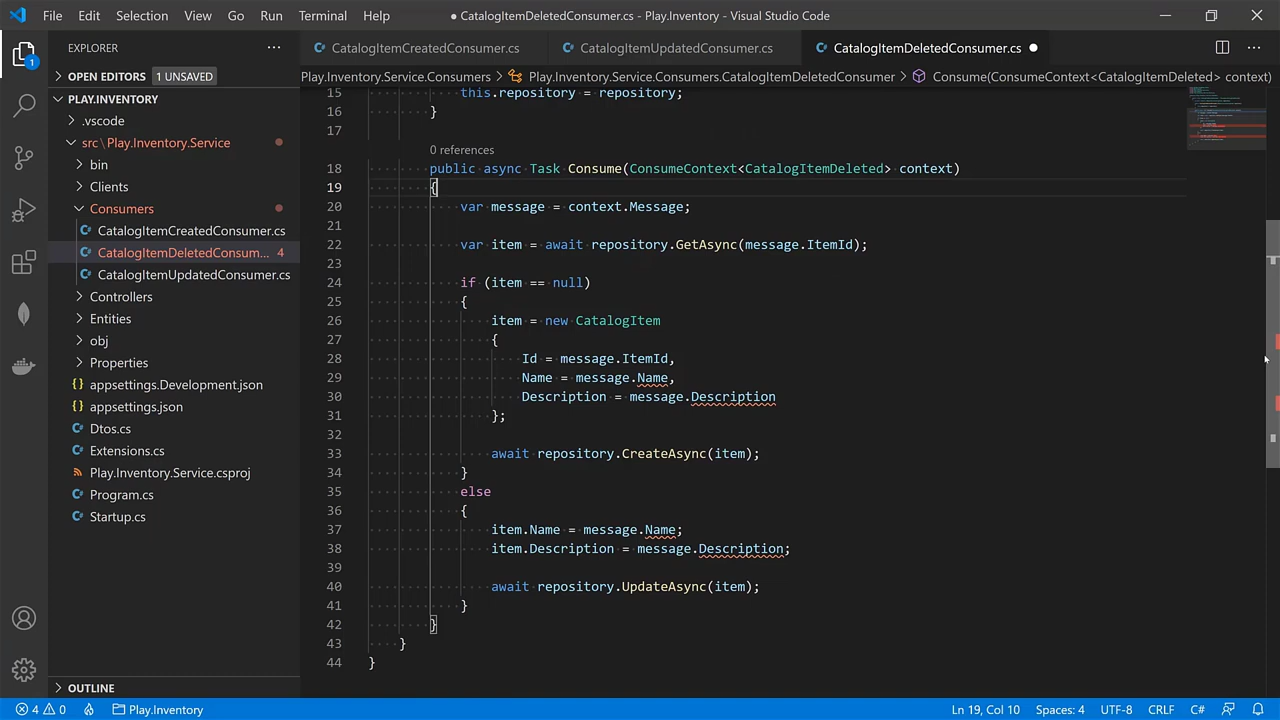 File Edit Selection View Go Run Terminal Help
● CatalogItemDeletedConsumer.cs - Play.Inventory - Visual Studio Code
EXPLORER
CatalogItemCreatedConsumer.cs
CatalogItemUpdatedConsumer.cs
CatalogItemDeletedConsumer.cs ●
1
OPEN EDITORS 1 UNSAVED
Play.Inventory.Service.Consumers > Play.Inventory.Service.Consumers.CatalogItemDeletedConsumer > Consume(ConsumeContext<CatalogItemDeleted> context)
PLAY.INVENTORY
.vscode
src\Play.Inventory.Service
bin
Clients
Consumers
CatalogItemCreatedConsumer.cs
CatalogItemDeletedConsum... 4
CatalogItemUpdatedConsumer.cs
Controllers
Entities
obj
Properties
appsettings.Development.json
appsettings.json
Dtos.cs
Extensions.cs
Play.Inventory.Service.csproj
Program.cs
Startup.cs
OUTLINE
15 this.repository = repository;
16 }
17
0 references
18 public async Task Consume(ConsumeContext<CatalogItemDeleted> context)
19 {
20 var message = context.Message;
21
22 var item = await repository.GetAsync(message.ItemId);
23
24 if (item == null)
25 {
26 item = new CatalogItem
27 {
28 Id = message.ItemId,
29 Name = message.Name,
30 Description = message.Description
31 };
32
33 await repository.CreateAsync(item);
34 }
35 else
36 {
37 item.Name = message.Name;
38 item.Description = message.Description;
39
40 await repository.UpdateAsync(item);
41 }
42 }
43 }
44 }
4 0 Play.Inventory Ln 19, Col 10 Spaces: 4 UTF-8 CRLF C#